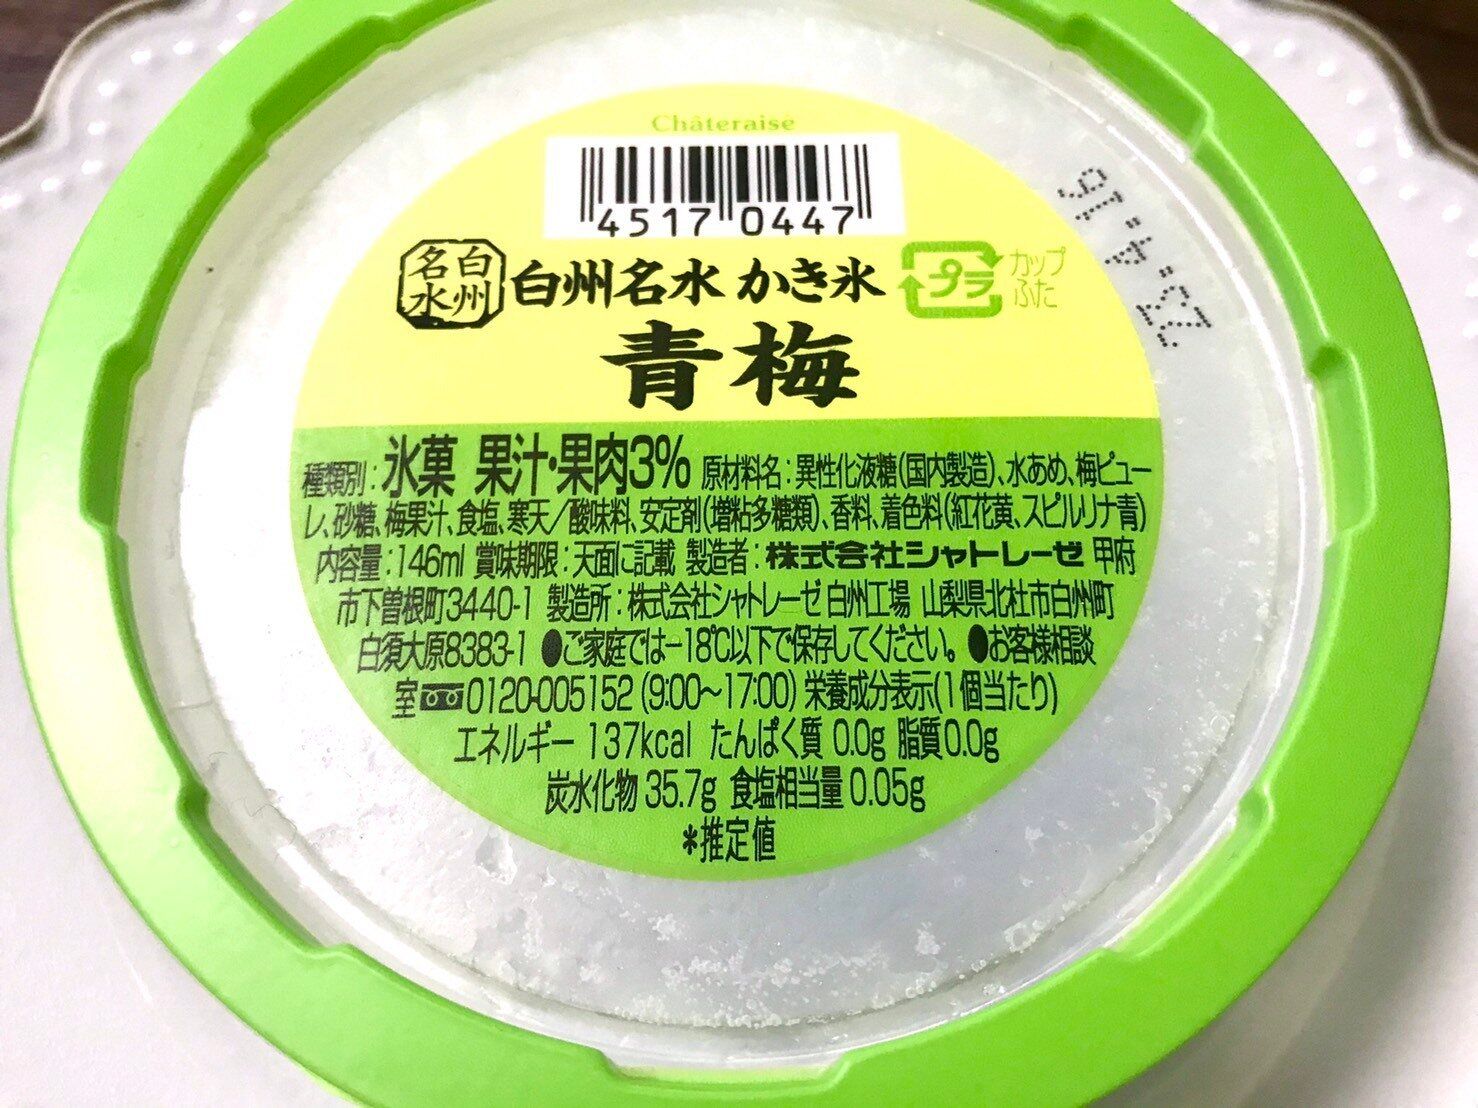 Châteraise
4517 0447
白州名水
白州名水 かき氷
プラ
カップ
ふた
青梅
種類別:氷菓 果汁・果肉3% 原材料名:異性化液糖(国内製造)、水あめ、梅ピュー
レ、砂糖、梅果汁、食塩、寒天/酸味料、安定剤(増粘多糖類)、香料、着色料(紅花黄、スピルリナ青)
内容量:146ml 賞味期限:天面に記載 製造者:株式会社シャトレーゼ 甲府
市下曽根町3440-1 製造所:株式会社シャトレーゼ 白州工場 山梨県北杜市白州町
白須大原8383-1 ●ご家庭では-18℃以下で保存してください。●お客様相談
室 0120-005152 (9:00〜17:00) 栄養成分表示(1個当たり)
エネルギー 137kcal たんぱく質 0.0g 脂質 0.0g
炭水化物 35.7g 食塩相当量 0.05g
*推定値
23.4.16